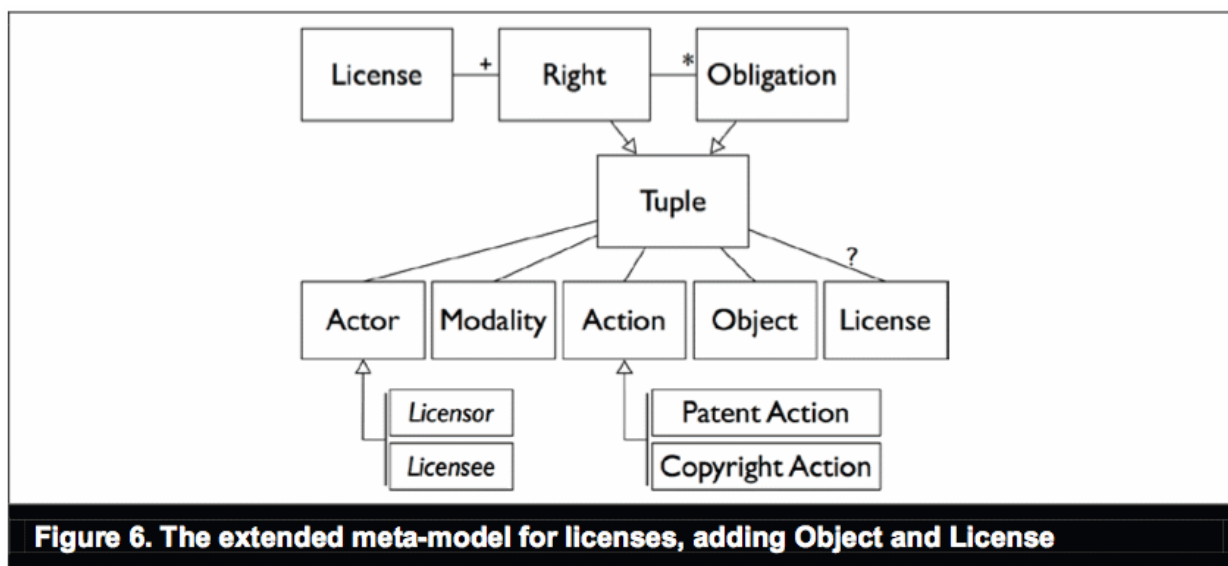 License + Right * Obligation
Tuple
?
Actor Modality Action Object License
Licensor Patent Action
Licensee Copyright Action
Figure 6. The extended meta-model for licenses, adding Object and License